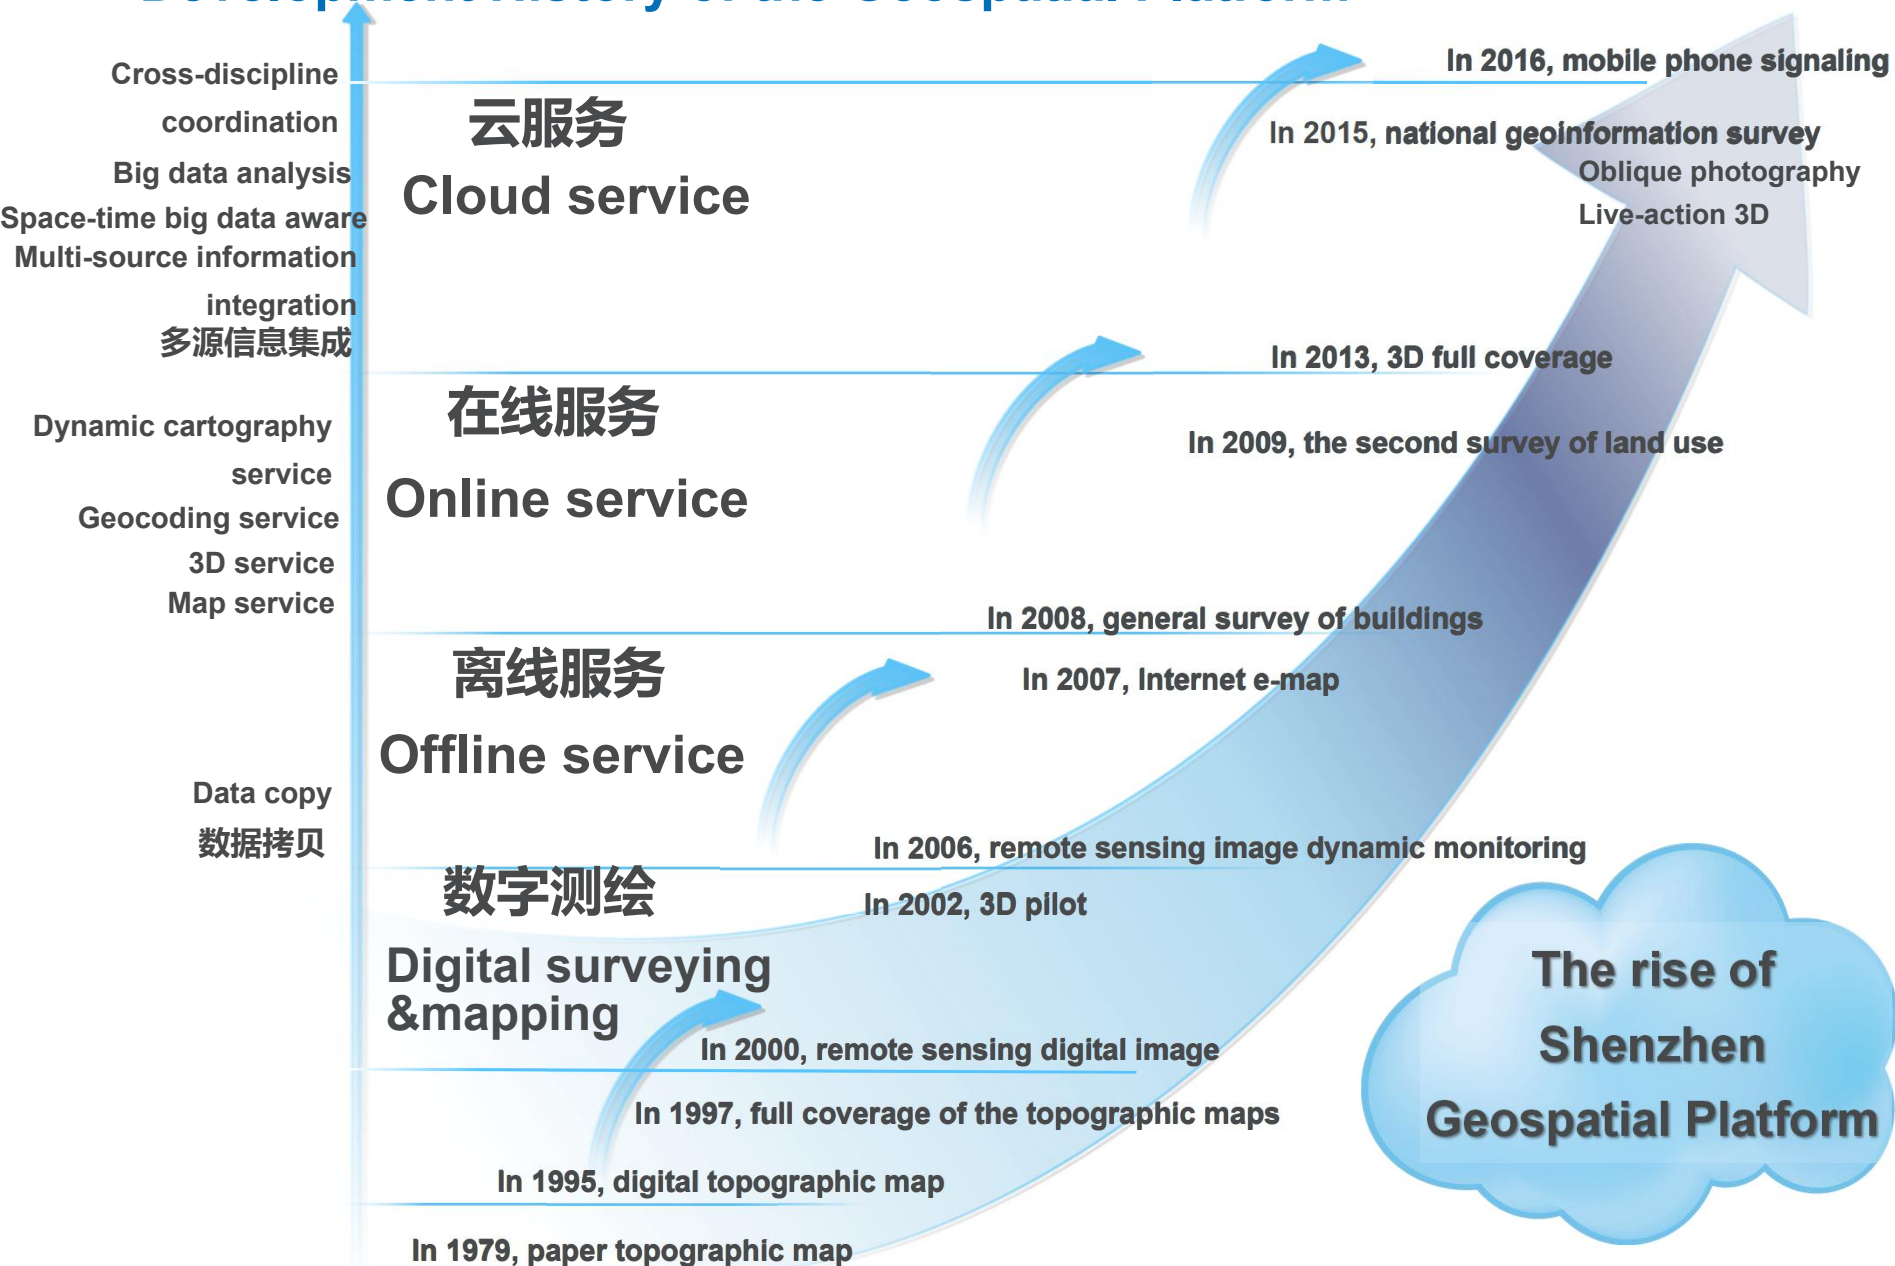 Development History of the Geospatial Platform
Cross-discipline
coordination
Big data analysis
Space-time big data aware
Multi-source information
integration
多源信息集成
Dynamic cartography
service
Geocoding service
3D service
Map service
Data copy
数据拷贝
云服务
Cloud service
在线服务
Online service
离线服务
Offline service
数字测绘
Digital surveying
&mapping
In 2016, mobile phone signaling
In 2015, national geoinformation survey
Oblique photography
Live-action 3D
In 2013, 3D full coverage
In 2009, the second survey of land use
In 2008, general survey of buildings
In 2007, Internet e-map
In 2006, remote sensing image dynamic monitoring
In 2002, 3D pilot
In 2000, remote sensing digital image
In 1997, full coverage of the topographic maps
In 1995, digital topographic map
In 1979, paper topographic map
The rise of
Shenzhen
Geospatial Platform